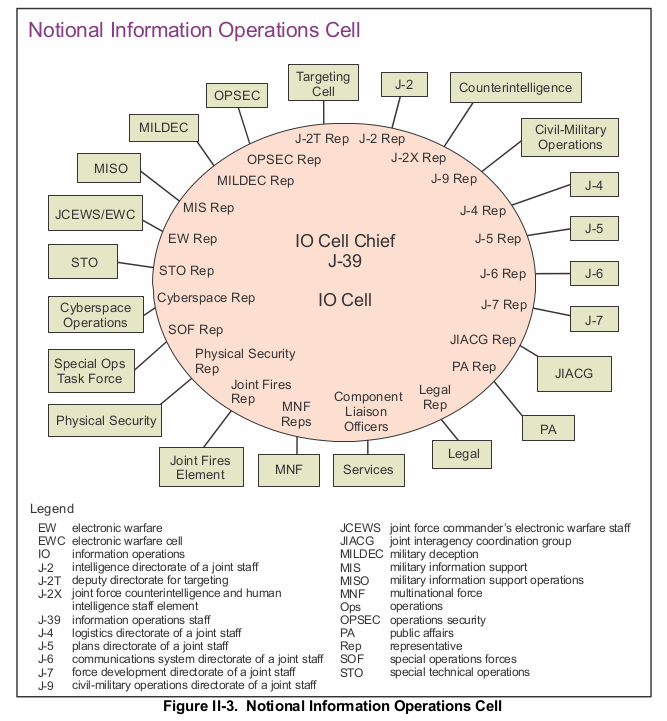 Notional Information Operations Cell
Targeting
Cell
J-2
Counterintelligence
OPSEC
MILDEC
Civil-Military
Operations
MISO
J-4
JCEWS/EWC
J-5
STO
J-6
Cyberspace
Operations
J-7
Special Ops
Task Force
JIACG
Physical Security
PA
Joint Fires
Element
MNF
Services
Legal
J-2T Rep
J-2 Rep
OPSEC Rep
J-2X Rep
MILDEC Rep
J-9 Rep
MIS Rep
J-4 Rep
EW Rep
J-5 Rep
IO Cell Chief
J-39
STO Rep
J-6 Rep
Cyberspace Rep
IO Cell
J-7 Rep
SOF Rep
JIACG Rep
Physical Security
Rep
PA Rep
Joint Fires
Rep
MNF
Reps
Component
Liaison
Officers
Legal
Rep
Legend
EW electronic warfare
EWC electronic warfare cell
IO information operations
J-2 intelligence directorate of a joint staff
J-2T deputy directorate for targeting
J-2X joint force counterintelligence and human
intelligence staff element
J-39 information operations staff
J-4 logistics directorate of a joint staff
J-5 plans directorate of a joint staff
J-6 communications system directorate of a joint staff
J-7 force development directorate of a joint staff
J-9 civil-military operations directorate of a joint staff
JCEWS joint force commander's electronic warfare staff
JIACG joint interagency coordination group
MILDEC military deception
MIS military information support
MISO military information support operations
MNF multinational force
Ops operations
OPSEC operations security
PA public affairs
Rep representative
SOF special operations forces
STO special technical operations
Figure II-3. Notional Information Operations Cell